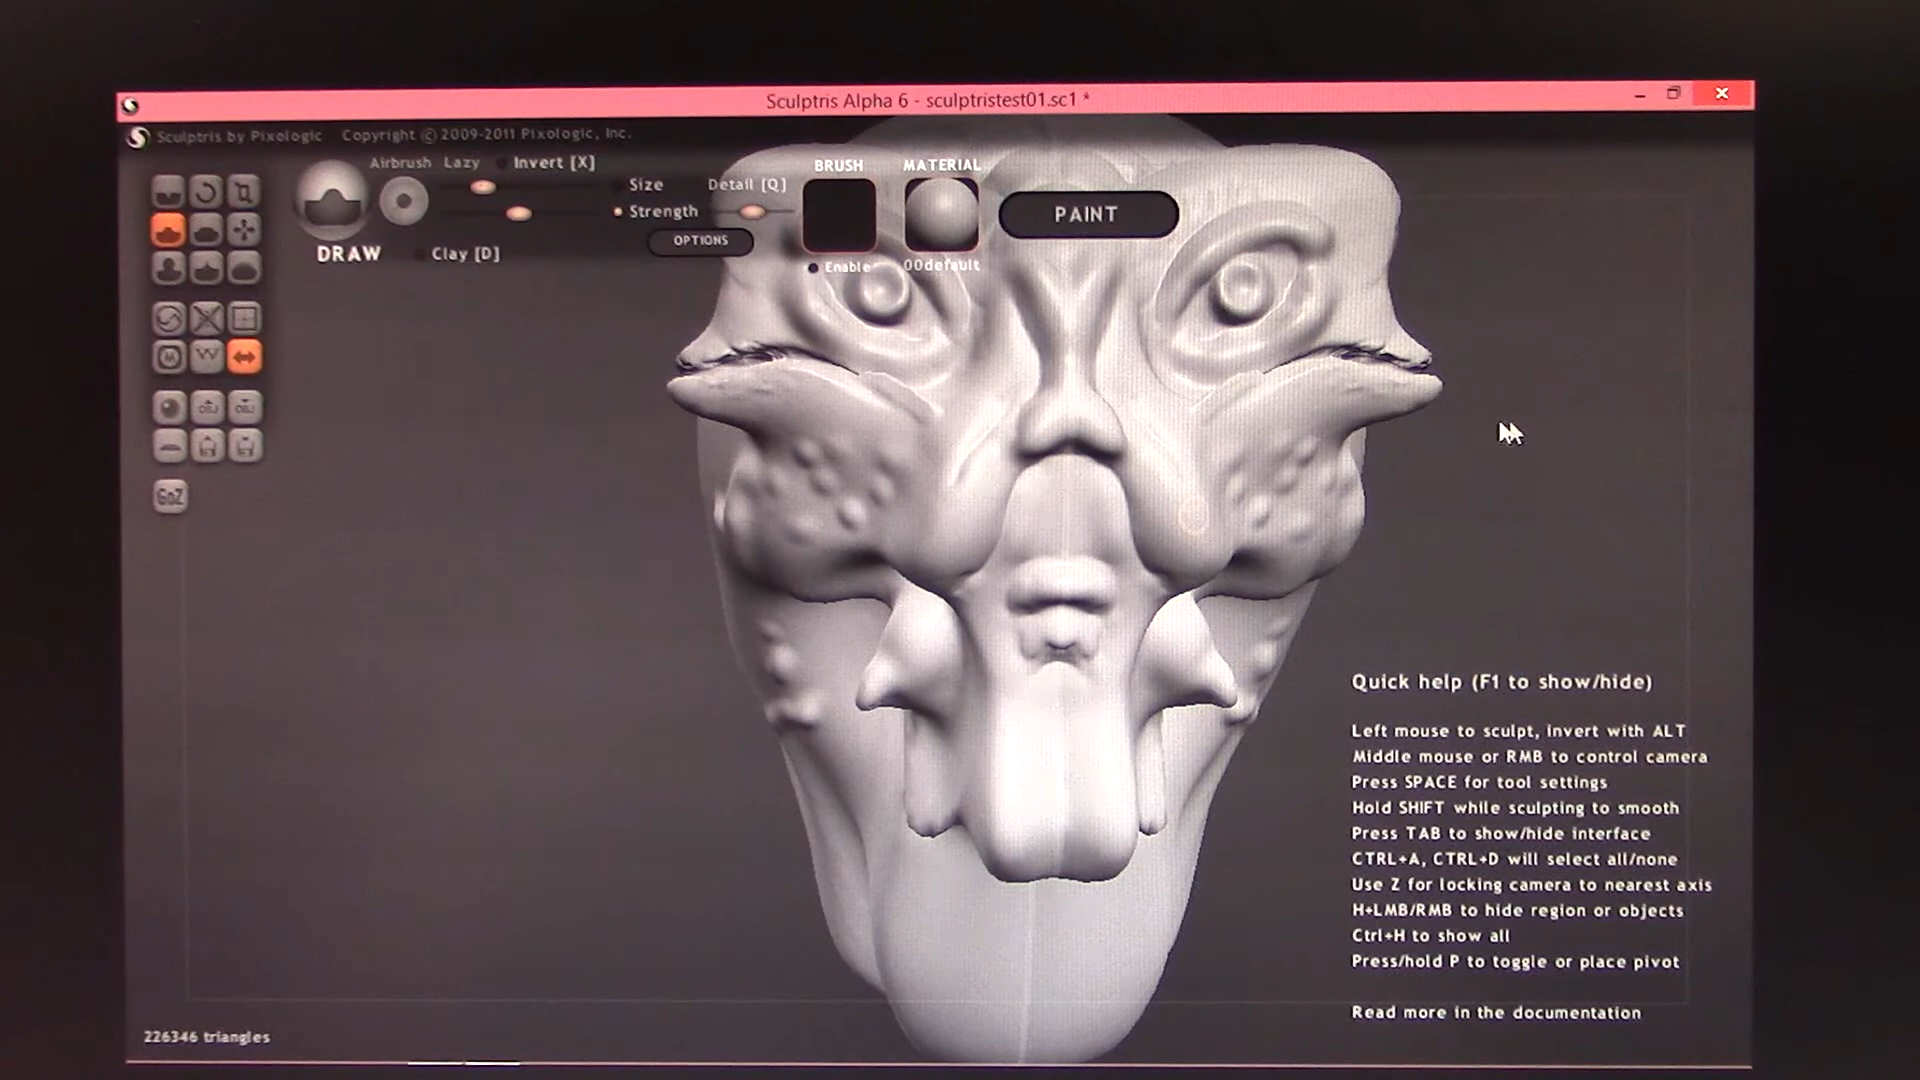 Sculptris Alpha 6 - sculptristest01.sc1 *
Sculptris by Pixologic Copyright © 2009-2011 Pixologic, Inc.
Airbrush Lazy Invert [X]
BRUSH MATERIAL
Size Detail [Q]
Strength
PAINT
OPTIONS
DRAW Clay [D]
Enable 00default
GoZ
Quick help (F1 to show/hide)
Left mouse to sculpt, invert with ALT
Middle mouse or RMB to control camera
Press SPACE for tool settings
Hold SHIFT while sculpting to smooth
Press TAB to show/hide interface
CTRL+A, CTRL+D will select all/none
Use Z for locking camera to nearest axis
H+LMB/RMB to hide region or objects
Ctrl+H to show all
Press/hold P to toggle or place pivot
Read more in the documentation
226346 triangles